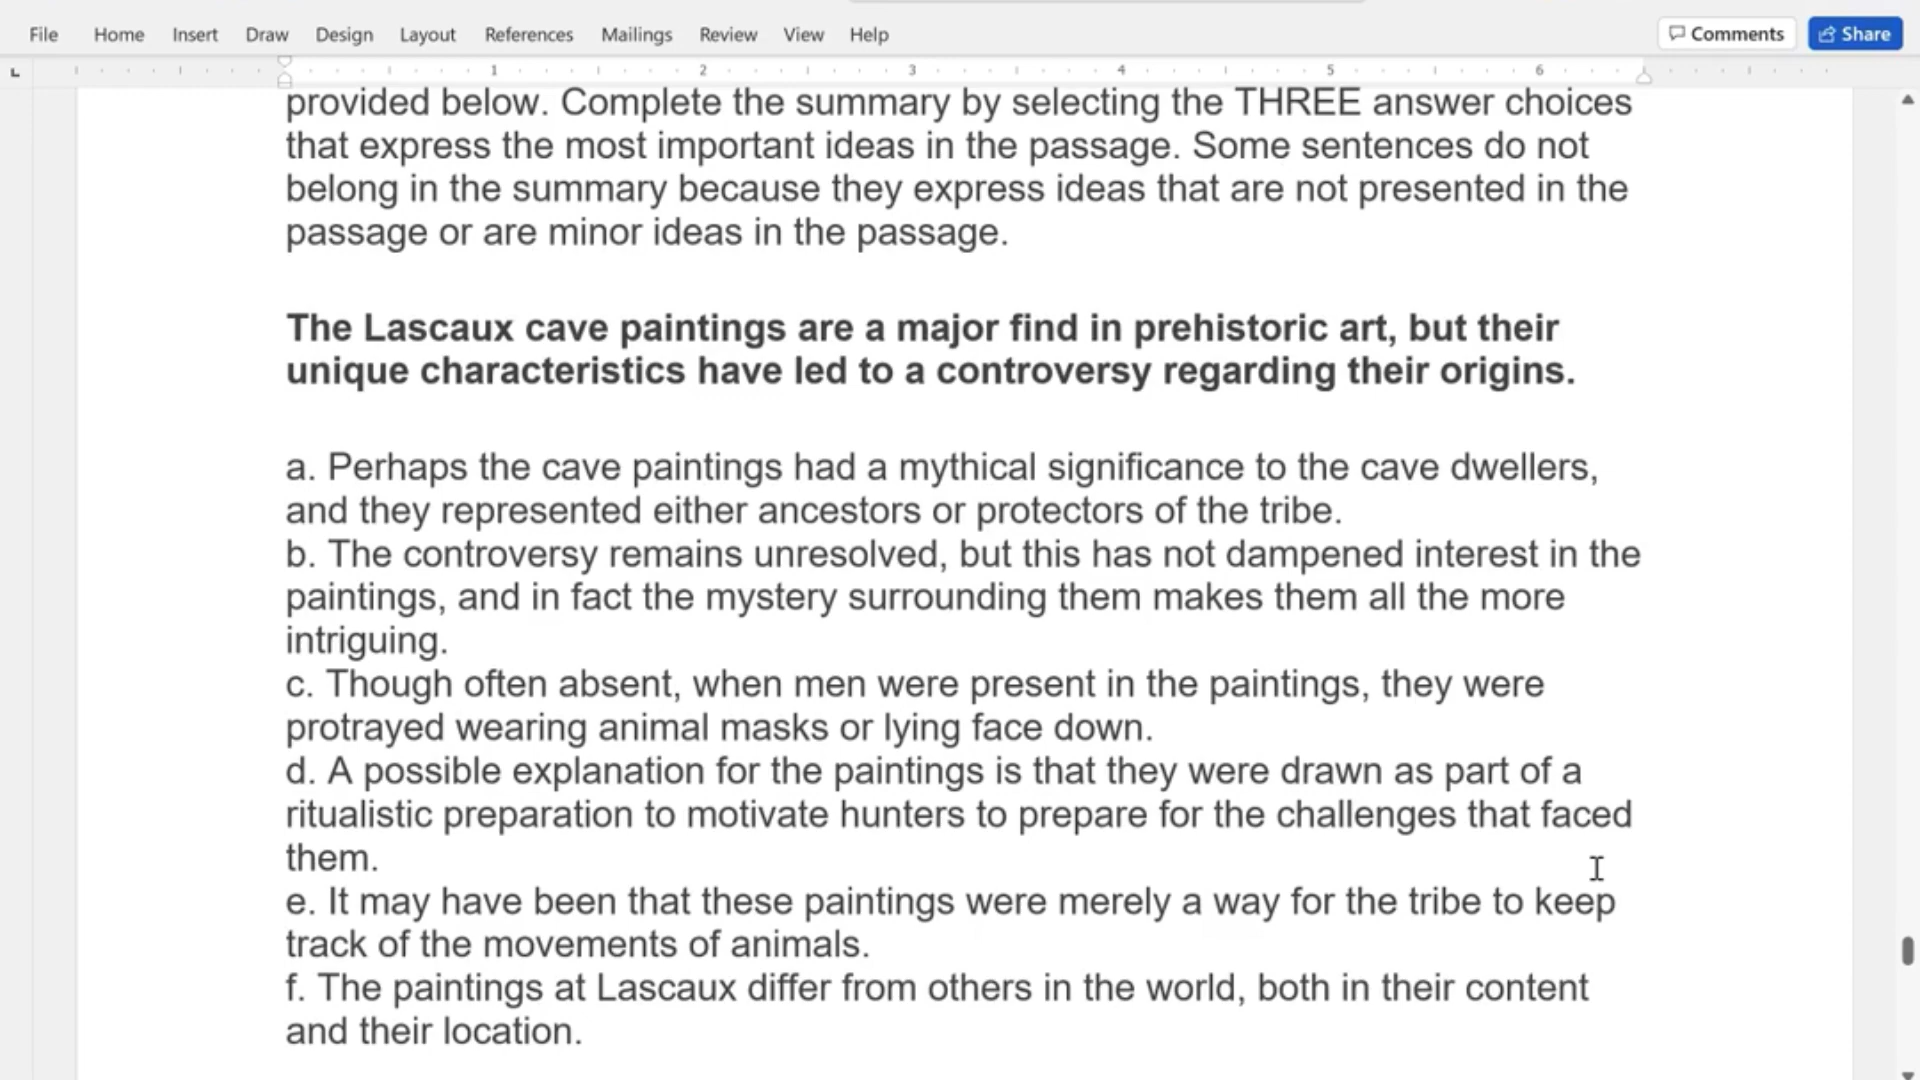 File Home Insert Draw Design Layout References Mailings Review View Help Comments Share
1 2 3 4 5 6
provided below. Complete the summary by selecting the THREE answer choices
that express the most important ideas in the passage. Some sentences do not
belong in the summary because they express ideas that are not presented in the
passage or are minor ideas in the passage.
The Lascaux cave paintings are a major find in prehistoric art, but their
unique characteristics have led to a controversy regarding their origins.
a. Perhaps the cave paintings had a mythical significance to the cave dwellers,
and they represented either ancestors or protectors of the tribe.
b. The controversy remains unresolved, but this has not dampened interest in the
paintings, and in fact the mystery surrounding them makes them all the more
intriguing.
c. Though often absent, when men were present in the paintings, they were
protrayed wearing animal masks or lying face down.
d. A possible explanation for the paintings is that they were drawn as part of a
ritualistic preparation to motivate hunters to prepare for the challenges that faced
them.
e. It may have been that these paintings were merely a way for the tribe to keep
track of the movements of animals.
f. The paintings at Lascaux differ from others in the world, both in their content
and their location.